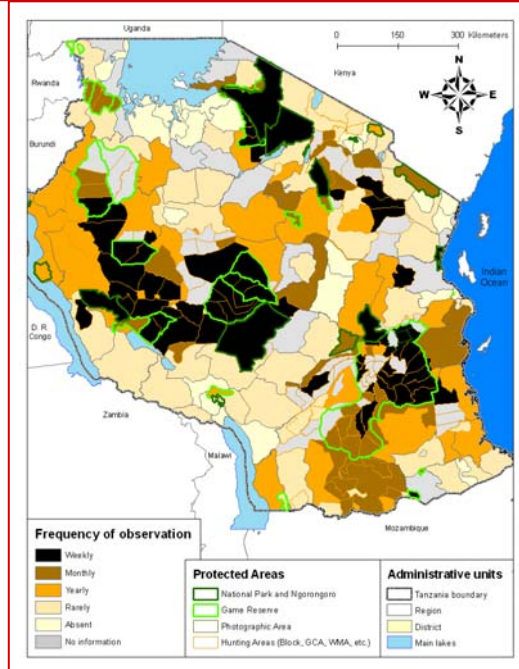 Uganda
0 150 300 Kilometers
Kenya
Rwanda
N
W E
S
Burundi
Indian
Ocean
D. R.
Congo
Zambia
Malawi
Mozambique
Frequency of observation
Weekly
Monthly
Yearly
Rarely
Absent
No information
Protected Areas
National Park and Ngorongoro
Game Reserve
Photographic Area
Hunting Areas (Block, GCA, WMA, etc.)
Administrative units
Tanzania boundary
Region
District
Main lakes